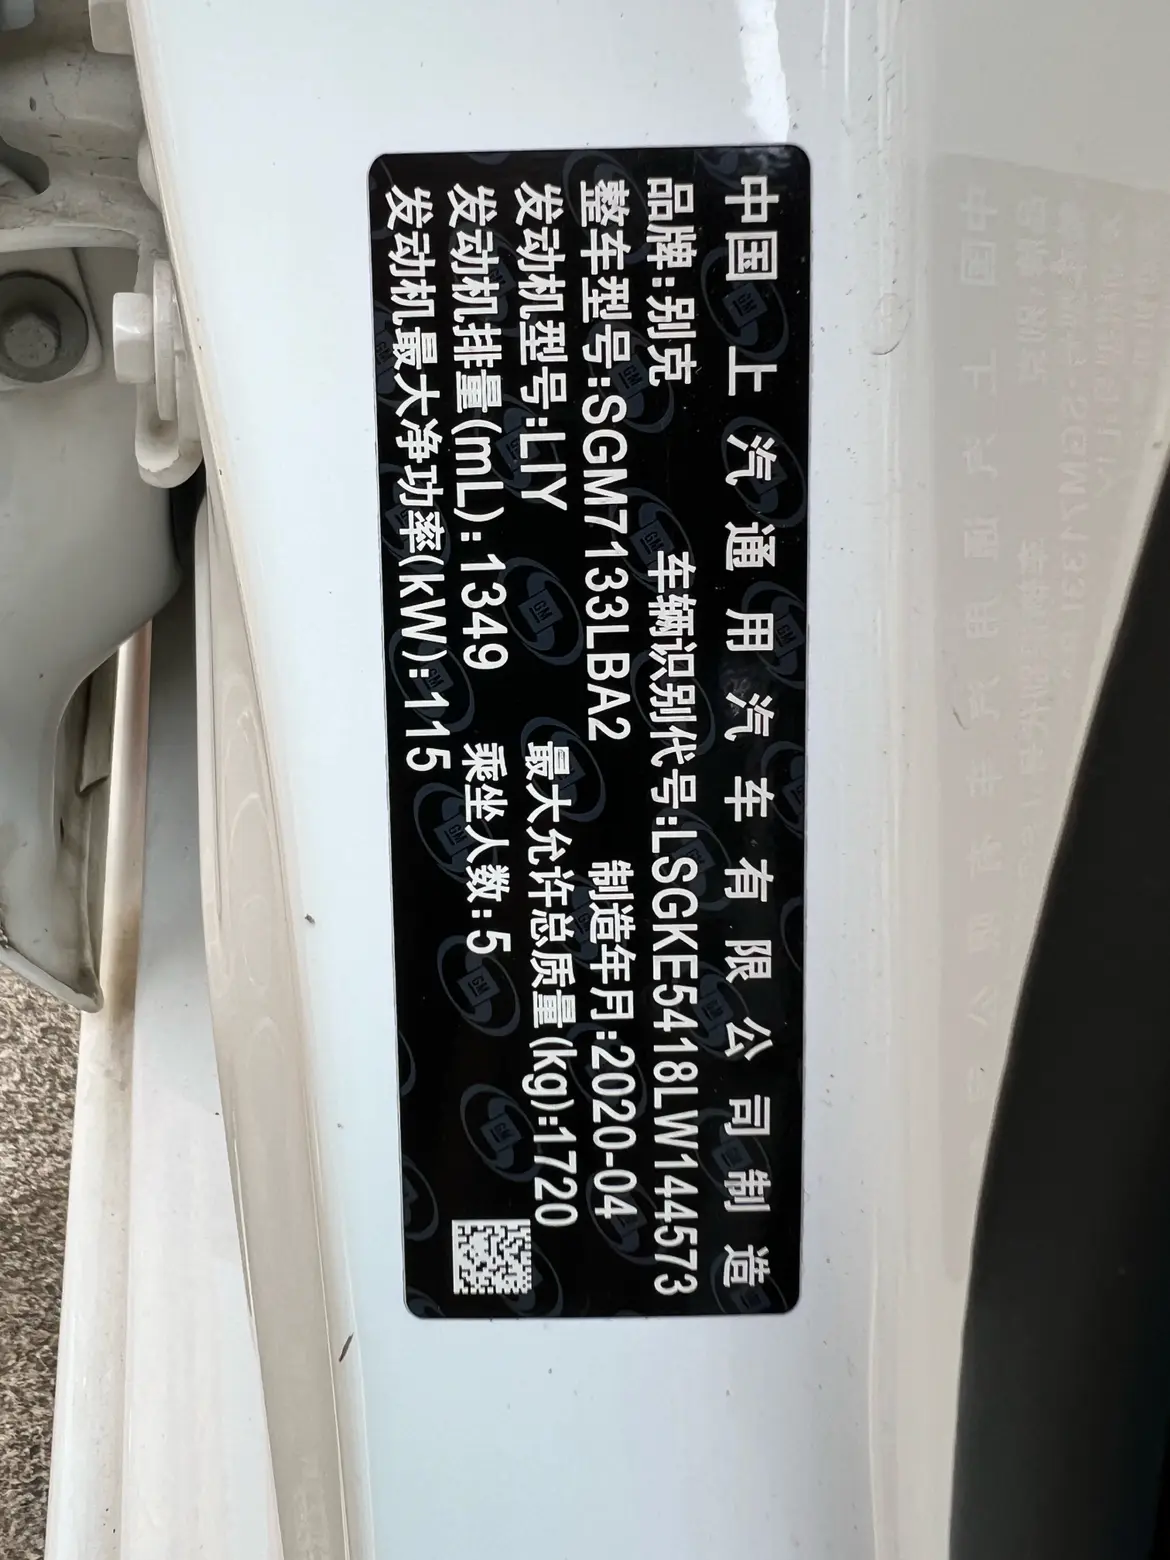 中国上汽通用汽车有限公司制造
品牌:别克 车辆识别代号:LSGKE5418LW144573
整车型号:SGM7133LBA2 制造年月:2020-04
发动机型号:LIY 最大允许总质量(kg):1720
发动机排量(mL):1349 乘坐人数:5
发动机最大净功率(kW):115